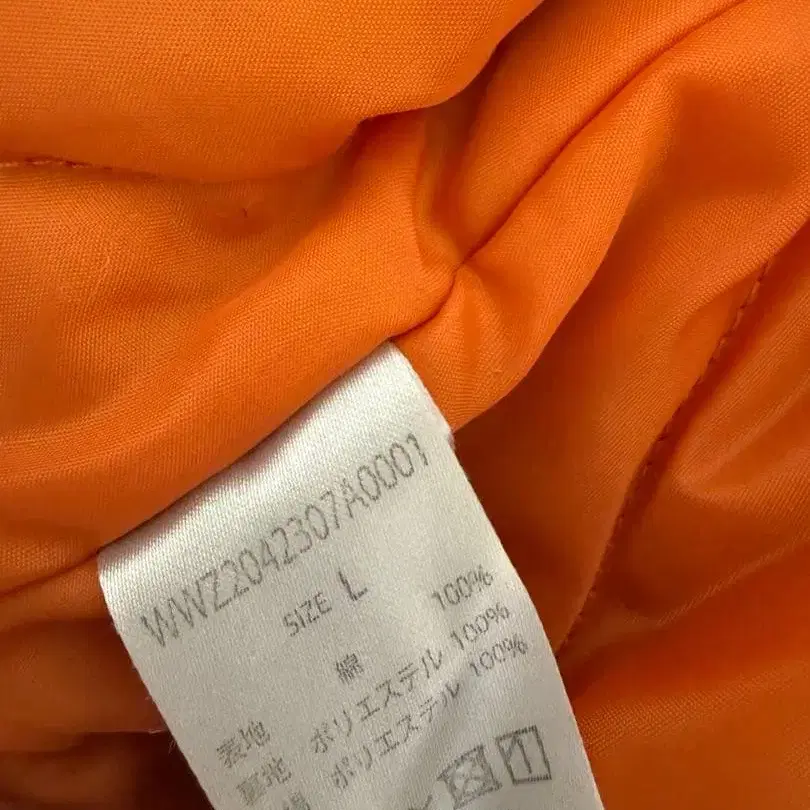 WWZ2042307A0001
SIZE L
表地 綿 100%
裏地 ポリエステル 100%
綿 ポリエステル 100%